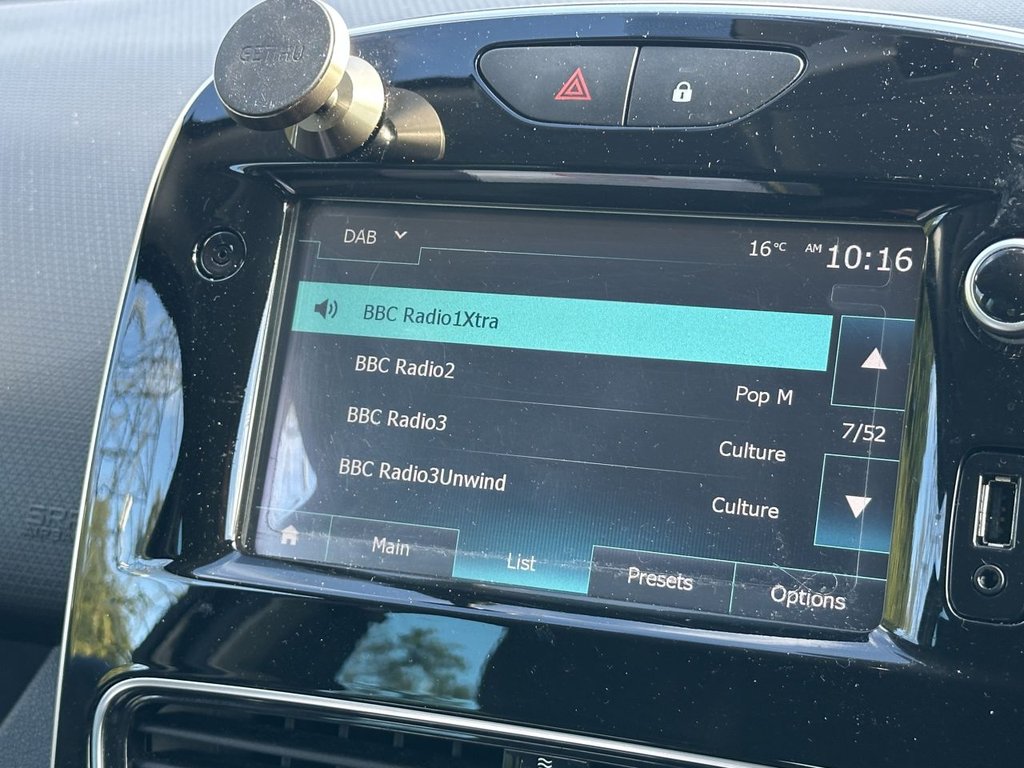 GETIHU
DAB
16°C AM 10:16
BBC Radio1Xtra
BBC Radio2
Pop M
BBC Radio3
7/52
Culture
BBC Radio3Unwind
Culture
Main
List
Presets
Options